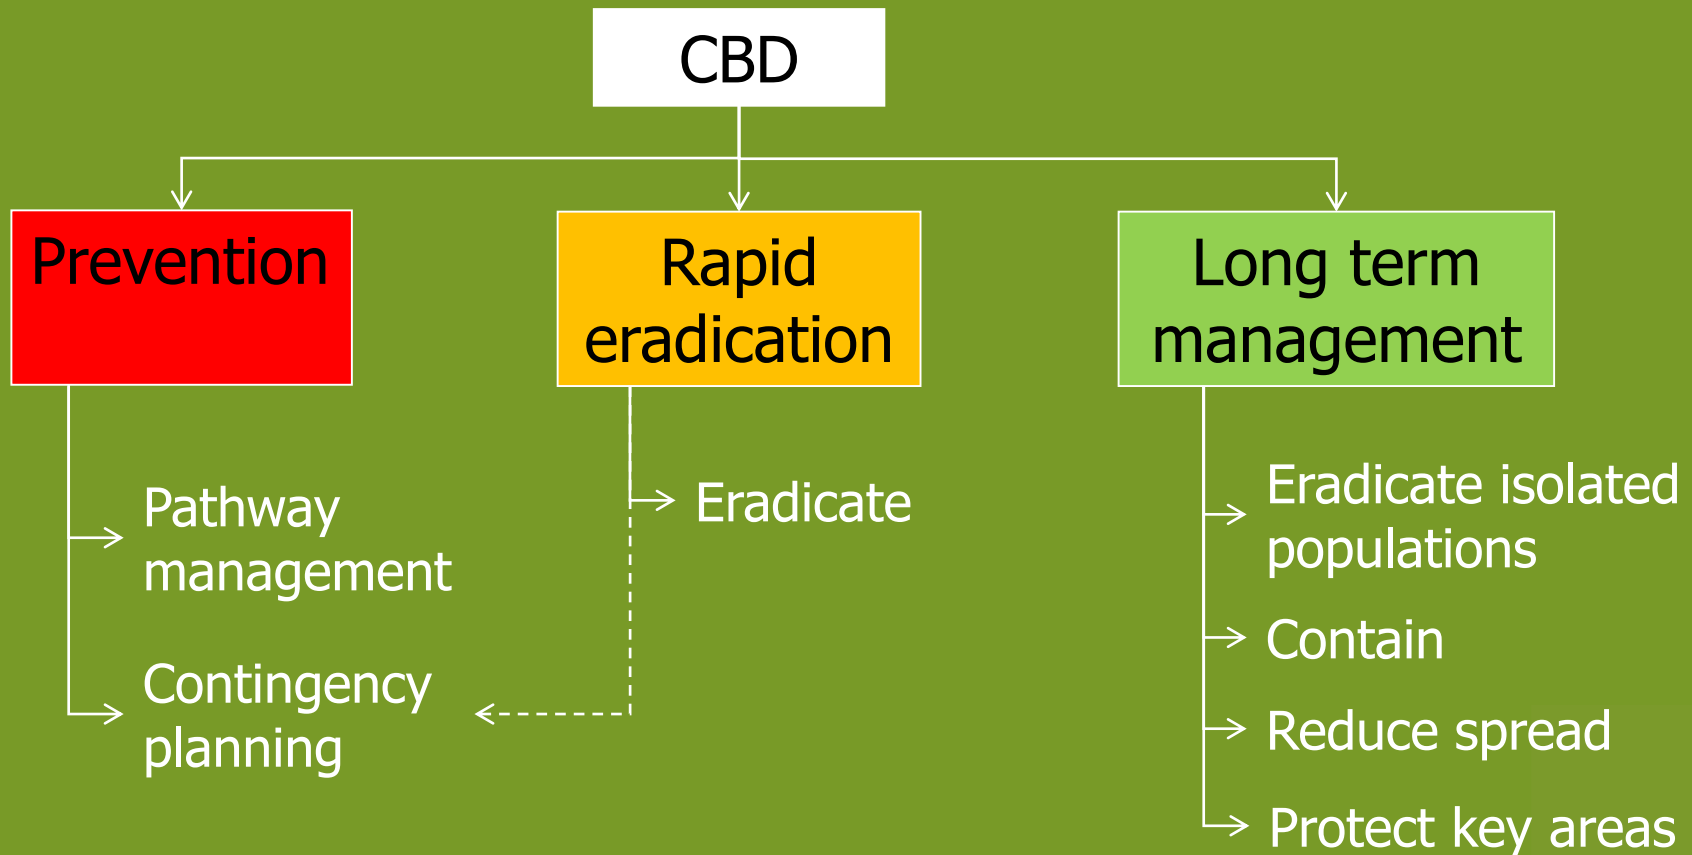 CBD
Prevention
Rapid
eradication
Long term
management
Pathway
management
Contingency
planning
Eradicate
Eradicate isolated
populations
Contain
Reduce spread
Protect key areas